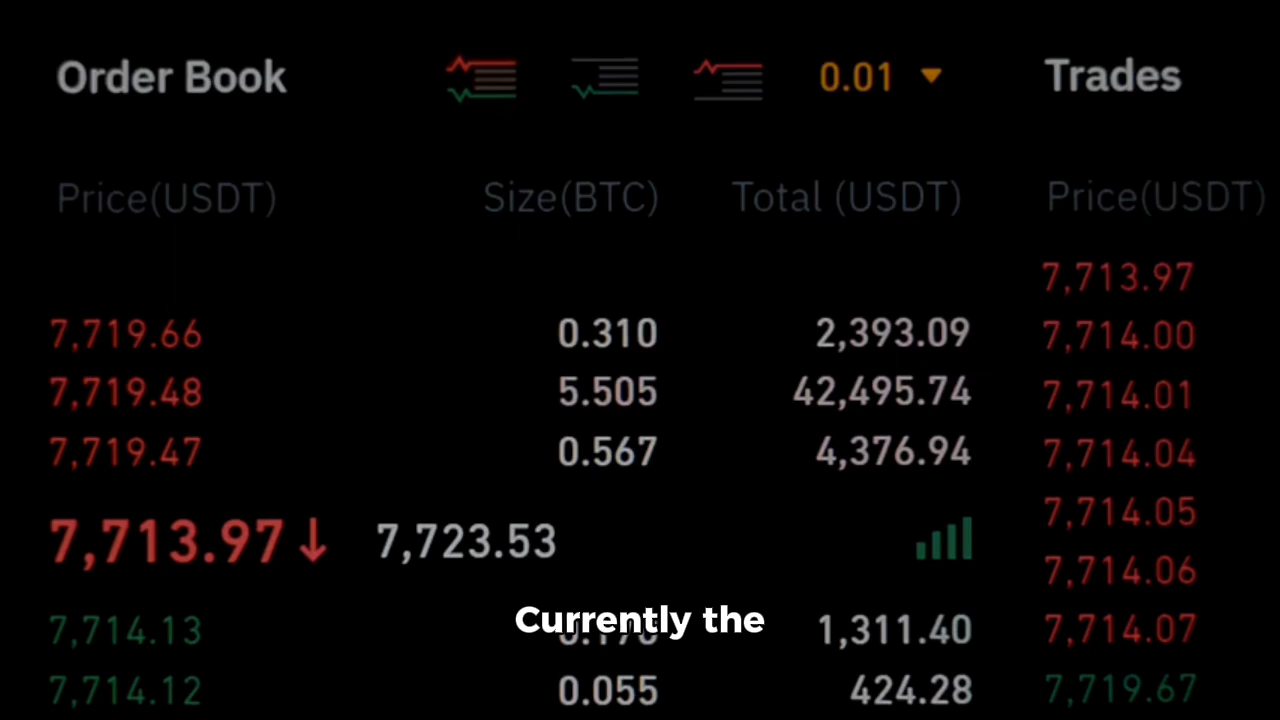 Order Book 0.01 Trades
Price(USDT) Size(BTC) Total (USDT) Price(USDT)
7,713.97
7,719.66 0.310 2,393.09 7,714.00
7,719.48 5.505 42,495.74 7,714.01
7,719.47 0.567 4,376.94 7,714.04
7,713.97↓ 7,723.53 7,714.05
7,714.06
7,714.13 1,311.40 7,714.07
Currently the
7,714.12 0.055 424.28 7,719.67